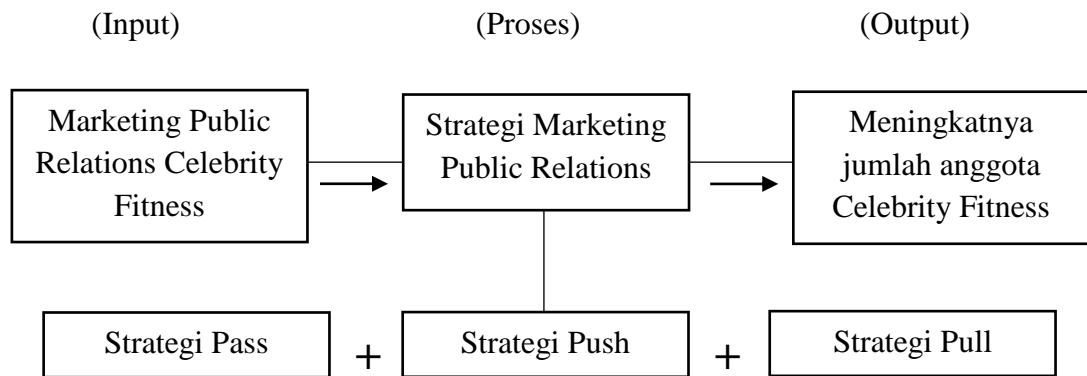 (Input) (Proses) (Output)
Marketing Public
Relations Celebrity
Fitness
Strategi Marketing
Public Relations
Meningkatnya
jumlah anggota
Celebrity Fitness
Strategi Pass + Strategi Push + Strategi Pull